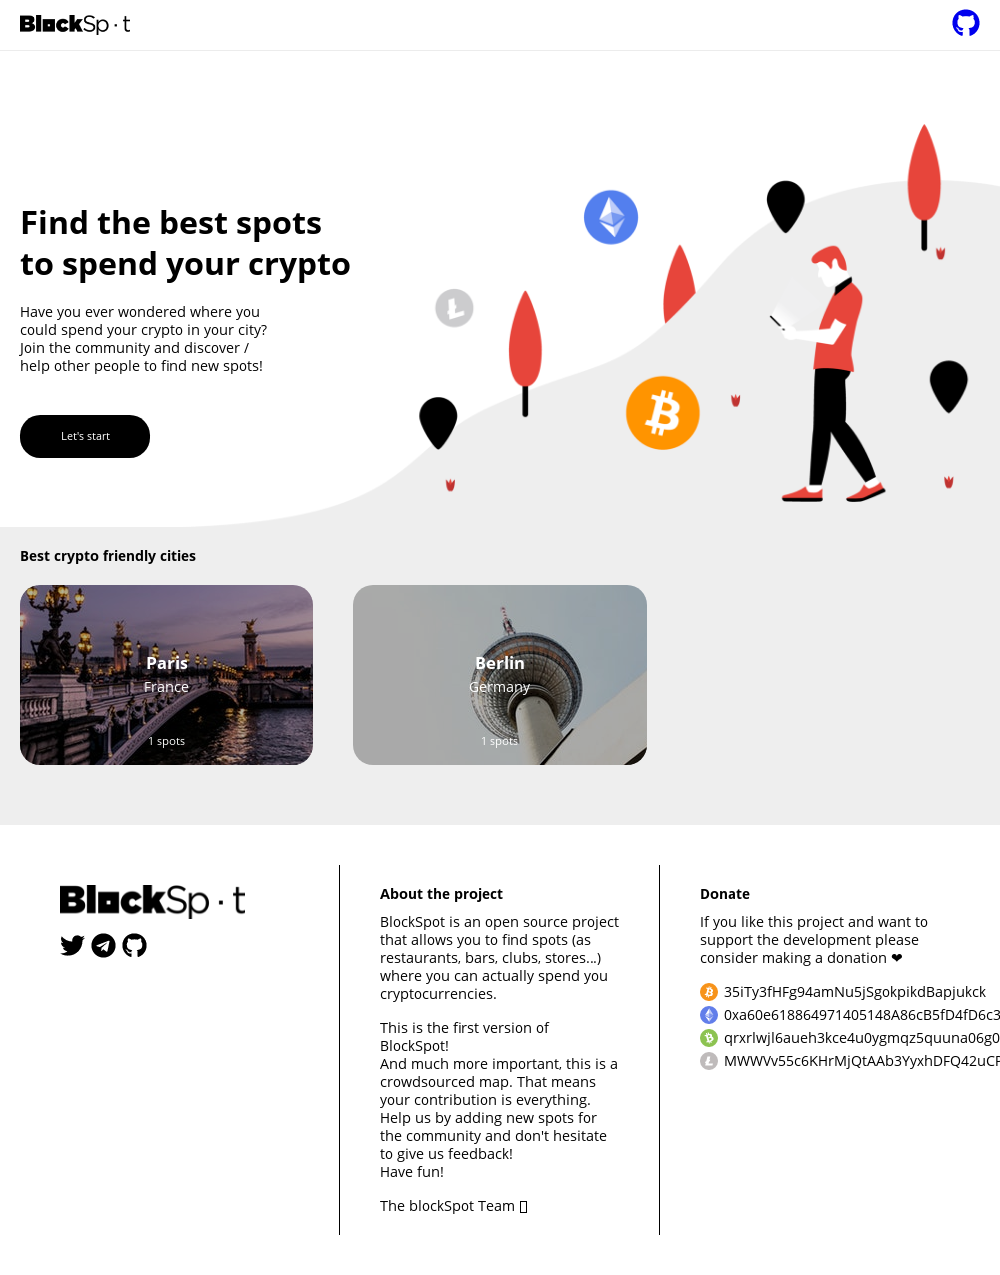 BlockSp·t
Find the best spots
to spend your crypto
Have you ever wondered where you
could spend your crypto in your city?
Join the community and discover /
help other people to find new spots!
Let's start
Best crypto friendly cities
Paris
France
1 spots
Berlin
Germany
1 spots
BlockSp·t
About the project
BlockSpot is an open source project
that allows you to find spots (as
restaurants, bars, clubs, stores...)
where you can actually spend you
cryptocurrencies.
This is the first version of
BlockSpot!
And much more important, this is a
crowdsourced map. That means
your contribution is everything.
Help us by adding new spots for
the community and don't hesitate
to give us feedback!
Have fun!
The blockSpot Team
Donate
If you like this project and want to
support the development please
consider making a donation ❤
35iTy3fHFg94amNu5jSgokpikdBapjukck
0xa60e618864971405148A86cB5fD4fD6c3
qrxrlwjl6aueh3kce4u0ygmqz5quuna06g0
MWWVv55c6KHrMjQtAAb3YyxhDFQ42uCF